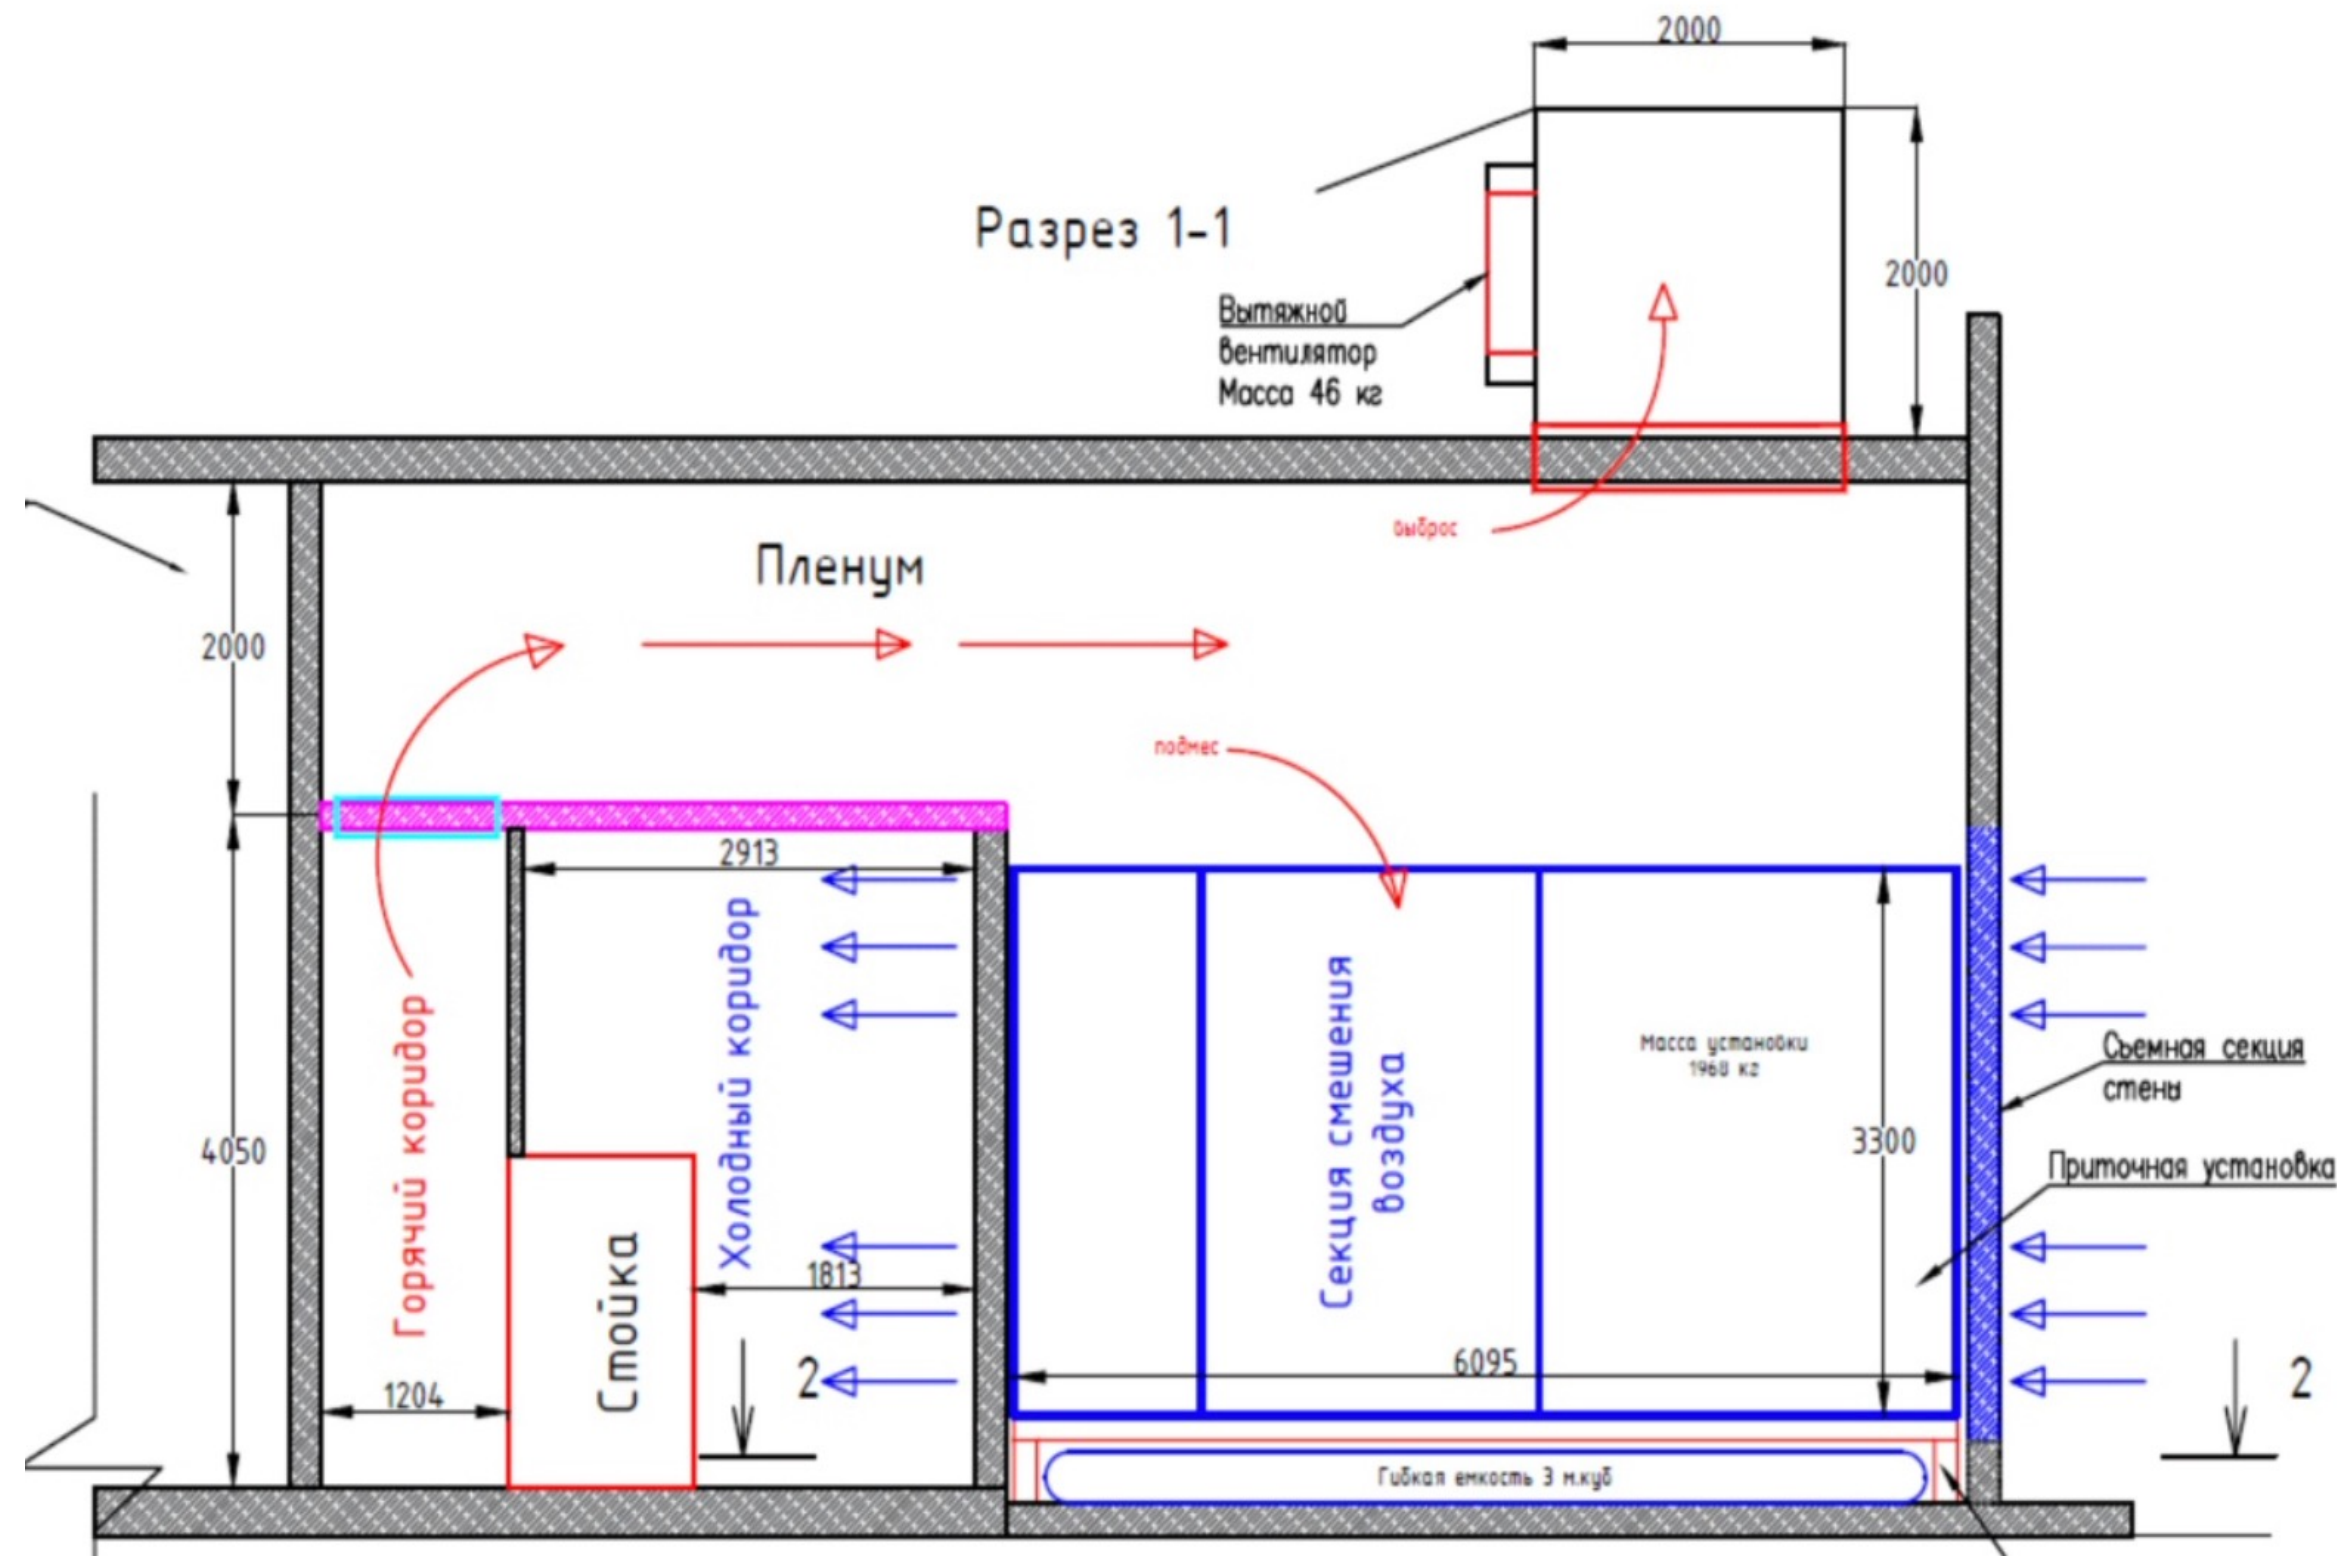 2000
Разрез 1-1
2000
Вытяжной
вентилятор
Масса 46 кг
выброс
Пленум
2000
подмес
2913
Холодный коридор
Горячий коридор
4050
Секция смешения
воздуха
Масса установки
1968 кг
Сьемная секция
стены
3300
Приточная установка
Стойка
1813
2
6095
2
1204
Гибкая емкость 3 м.куб